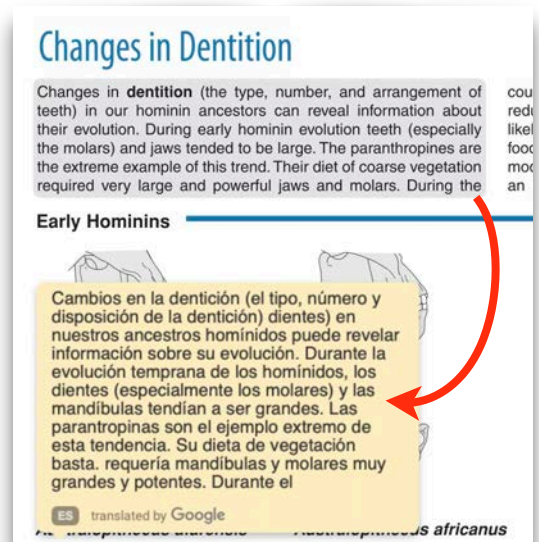 Changes in Dentition
Changes in dentition (the type, number, and arrangement of
teeth) in our hominin ancestors can reveal information about
their evolution. During early hominin evolution teeth (especially
the molars) and jaws tended to be large. The paranthropines are
the extreme example of this trend. Their diet of coarse vegetation
required very large and powerful jaws and molars. During the
cou
redu
likel
food
mod
an
Early Hominins
Cambios en la dentición (el tipo, número y
disposición de la dentición) dientes) en
nuestros ancestros homínidos puede revelar
información sobre su evolución. Durante la
evolución temprana de los homínidos, los
dientes (especialmente los molares) y las
mandíbulas tendían a ser grandes. Las
parantropinas son el ejemplo extremo de
esta tendencia. Su dieta de vegetación
basta. requería mandíbulas y molares muy
grandes y potentes. Durante el
ES translated by Google
africanus